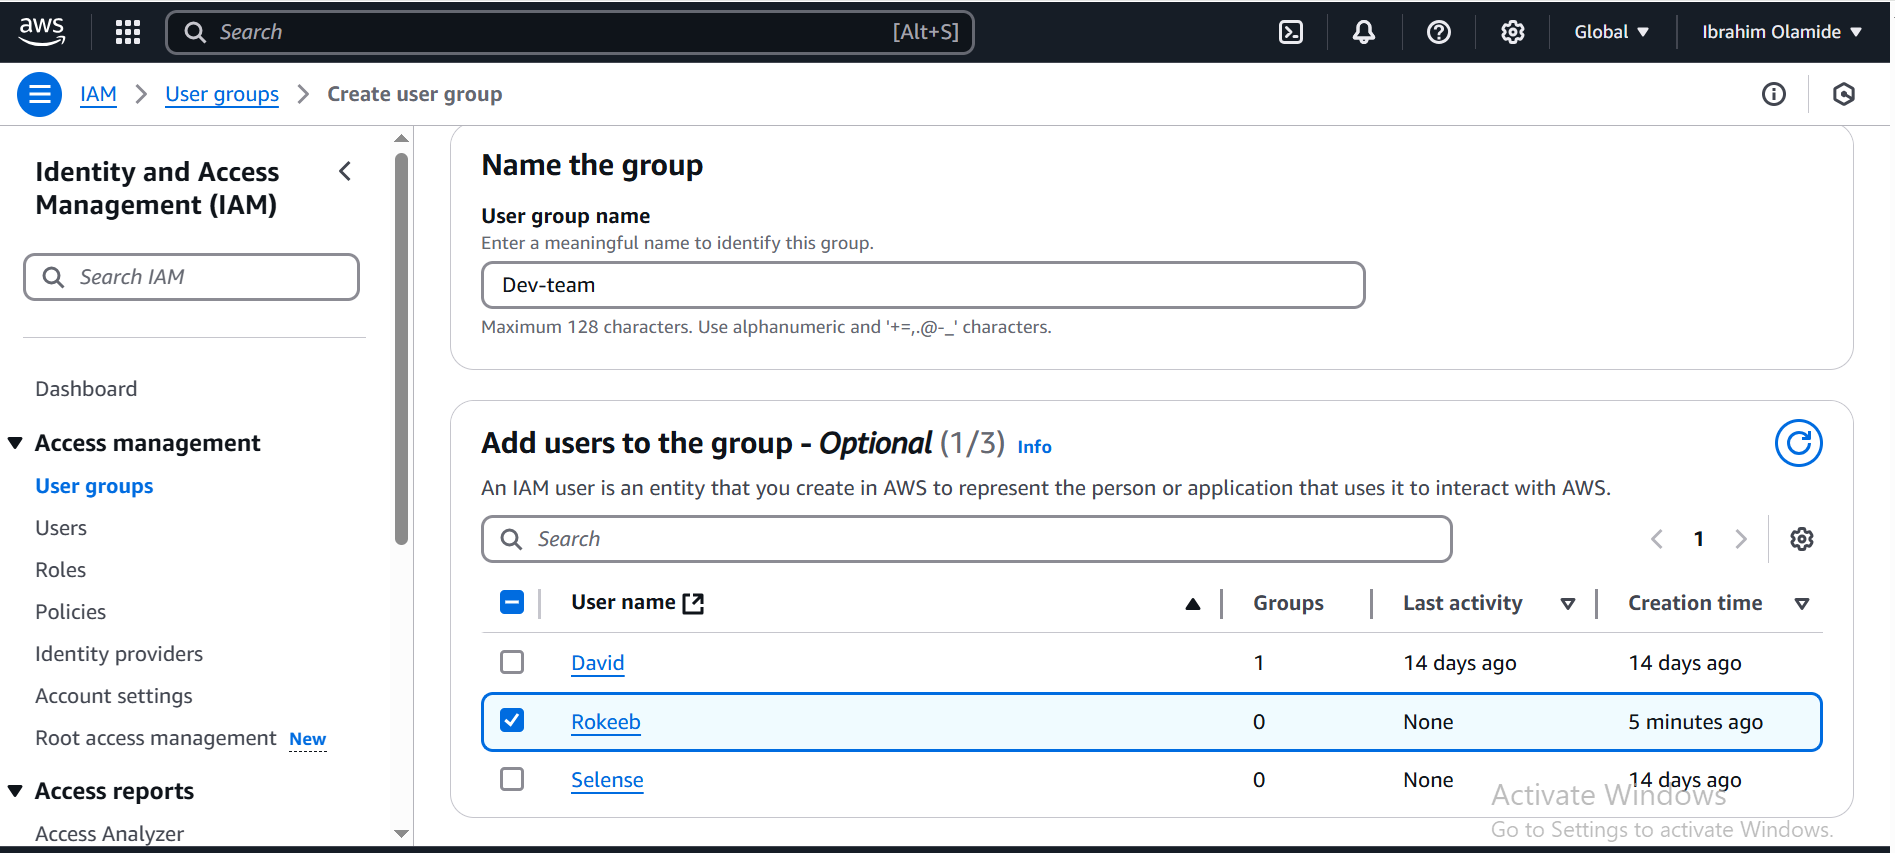 aws
Search [Alt+S]
Global
Ibrahim Olamide
IAM
User groups
Create user group
Identity and Access
Management (IAM)
Search IAM
Dashboard
Access management
User groups
Users
Roles
Policies
Identity providers
Account settings
Root access management New
Access reports
Access Analyzer
Name the group
User group name
Enter a meaningful name to identify this group.
Dev-team
Maximum 128 characters. Use alphanumeric and '+=,.@-_' characters.
Add users to the group - Optional (1/3) Info
An IAM user is an entity that you create in AWS to represent the person or application that uses it to interact with AWS.
Search
1
User name Groups Last activity Creation time
David 1 14 days ago 14 days ago
Rokeeb 0 None 5 minutes ago
Selense 0 None 14 days ago
Activate Windows
Go to Settings to activate Windows.